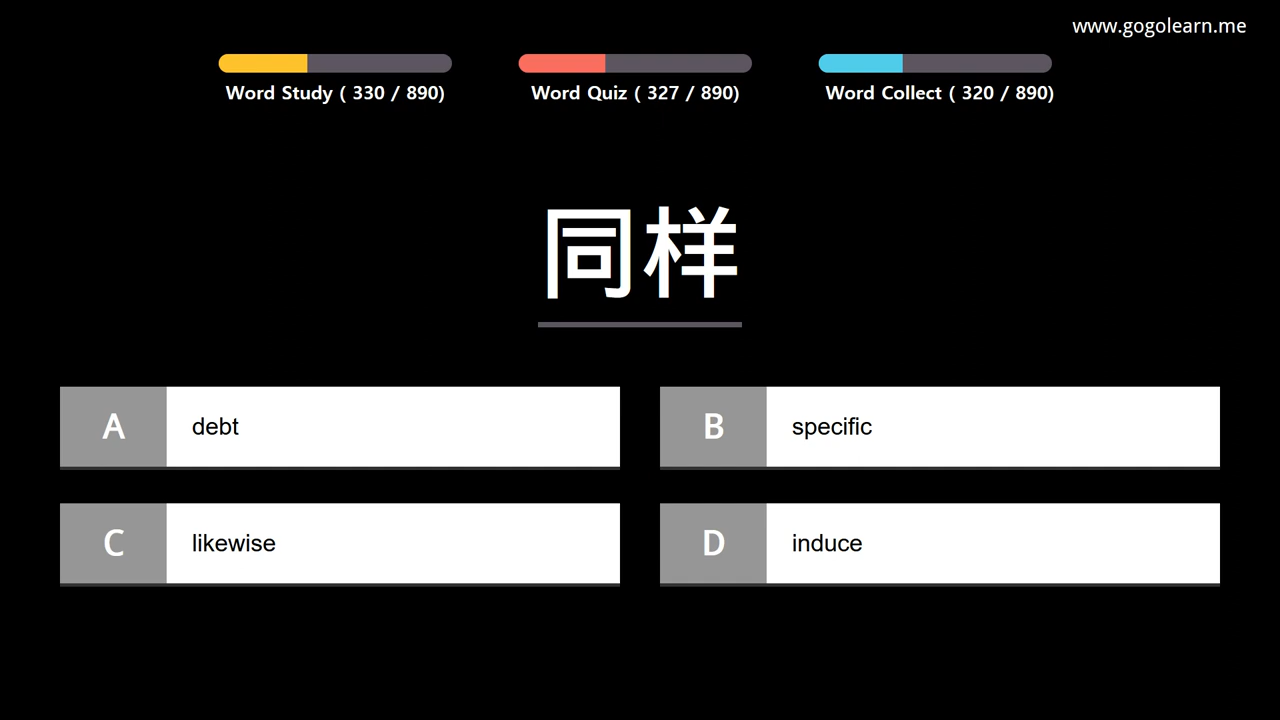 www.gogolearn.me
Word Study ( 330 / 890)
Word Quiz ( 327 / 890)
Word Collect ( 320 / 890)
同样
A debt
B specific
C likewise
D induce